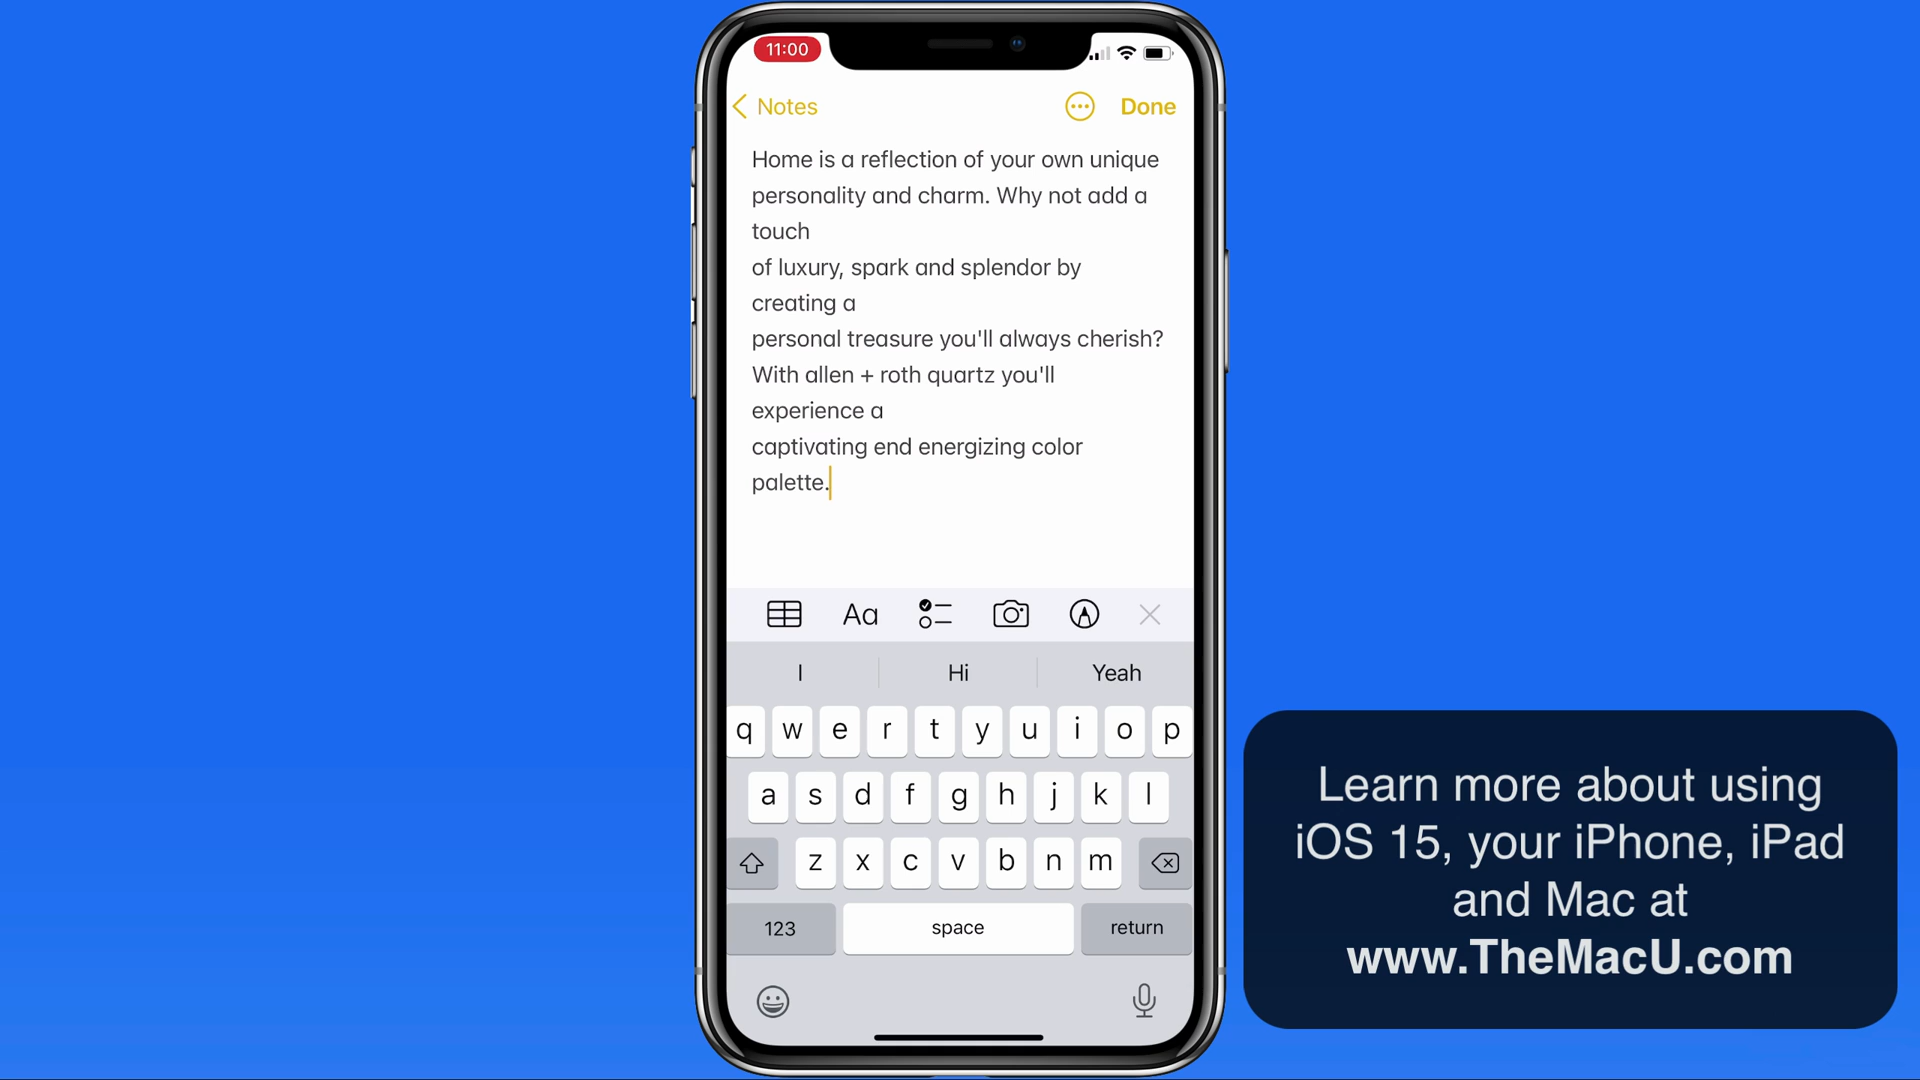 11:00
Notes
Done
Home is a reflection of your own unique
personality and charm. Why not add a
touch
of luxury, spark and splendor by
creating a
personal treasure you'll always cherish?
With allen + roth quartz you'll
experience a
captivating end energizing color
palette.
Aa
I Hi Yeah
q w e r t y u i o p
a s d f g h j k l
z x c v b n m
123 space return
Learn more about using
iOS 15, your iPhone, iPad
and Mac at
www.TheMacU.com